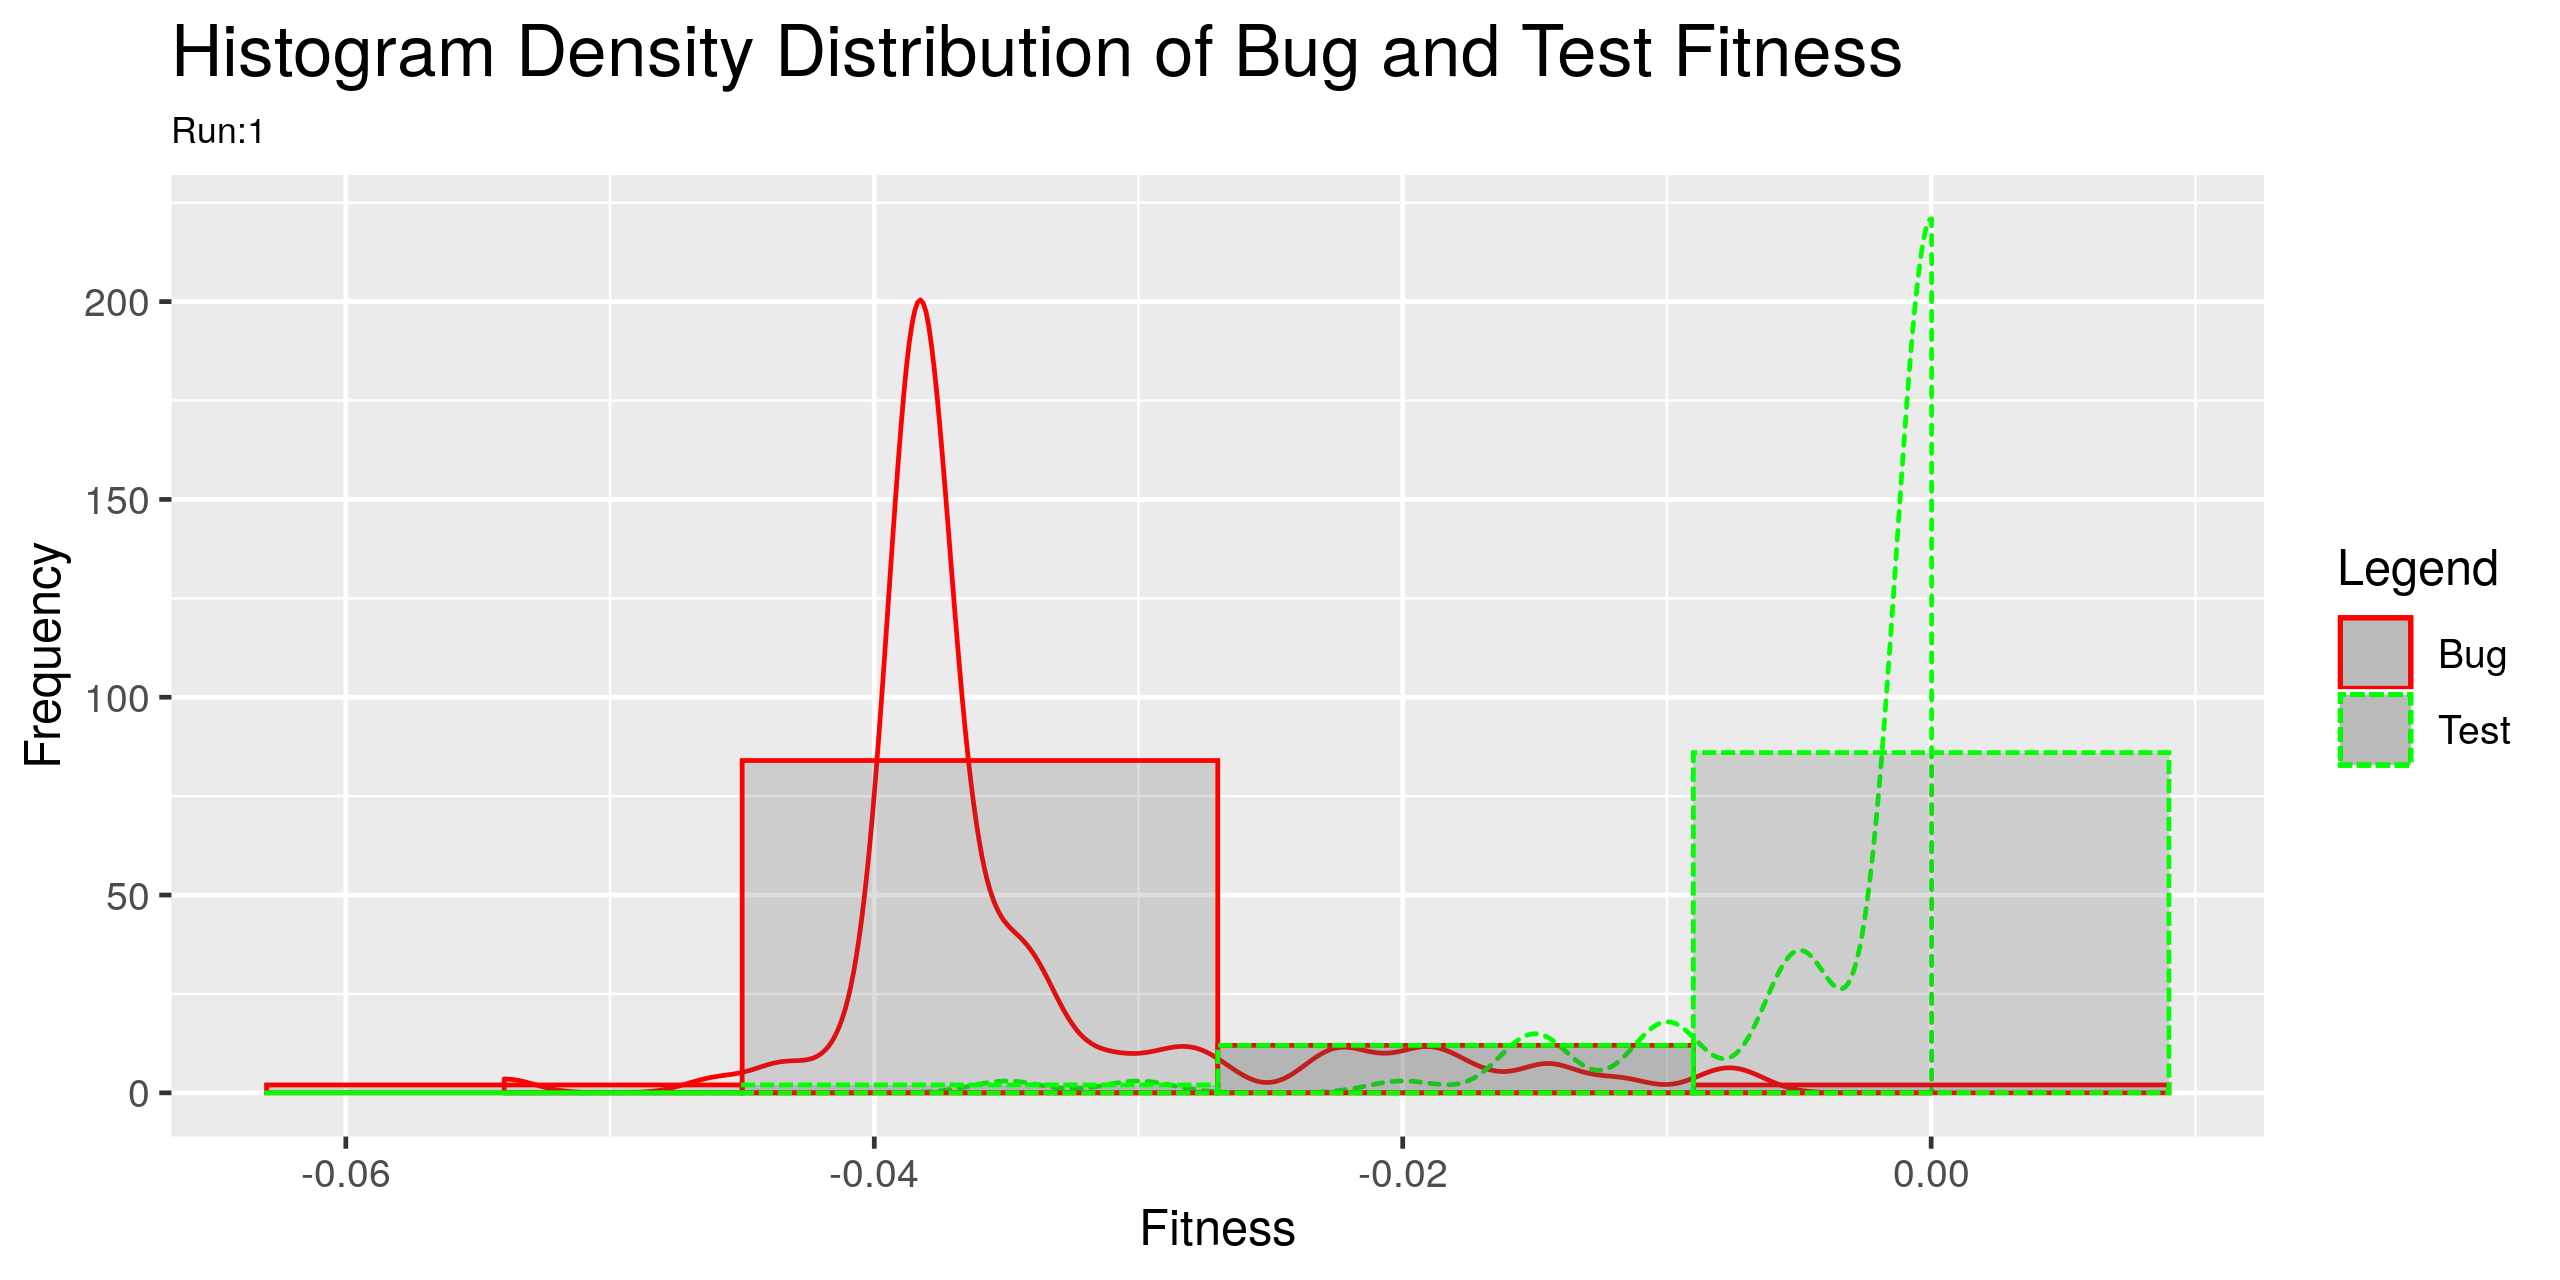 Histogram Density Distribution of Bug and Test Fitness
Run:1
Frequency
200
150
100
50
0
-0.06
-0.04
-0.02
0.00
Fitness
Legend
Bug
Test